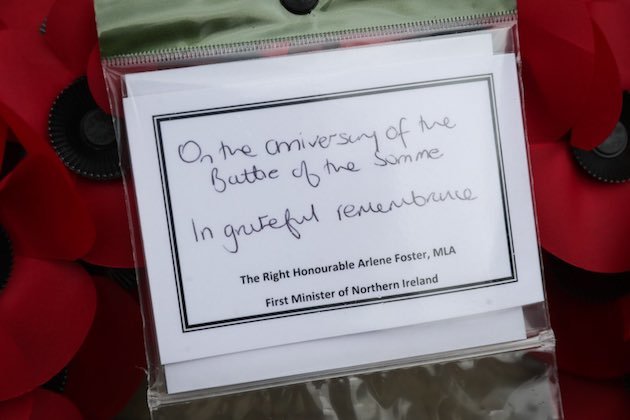 On the anniversary of the
Battle of the Somme
In grateful remembrance
The Right Honourable Arlene Foster, MLA
First Minister of Northern Ireland